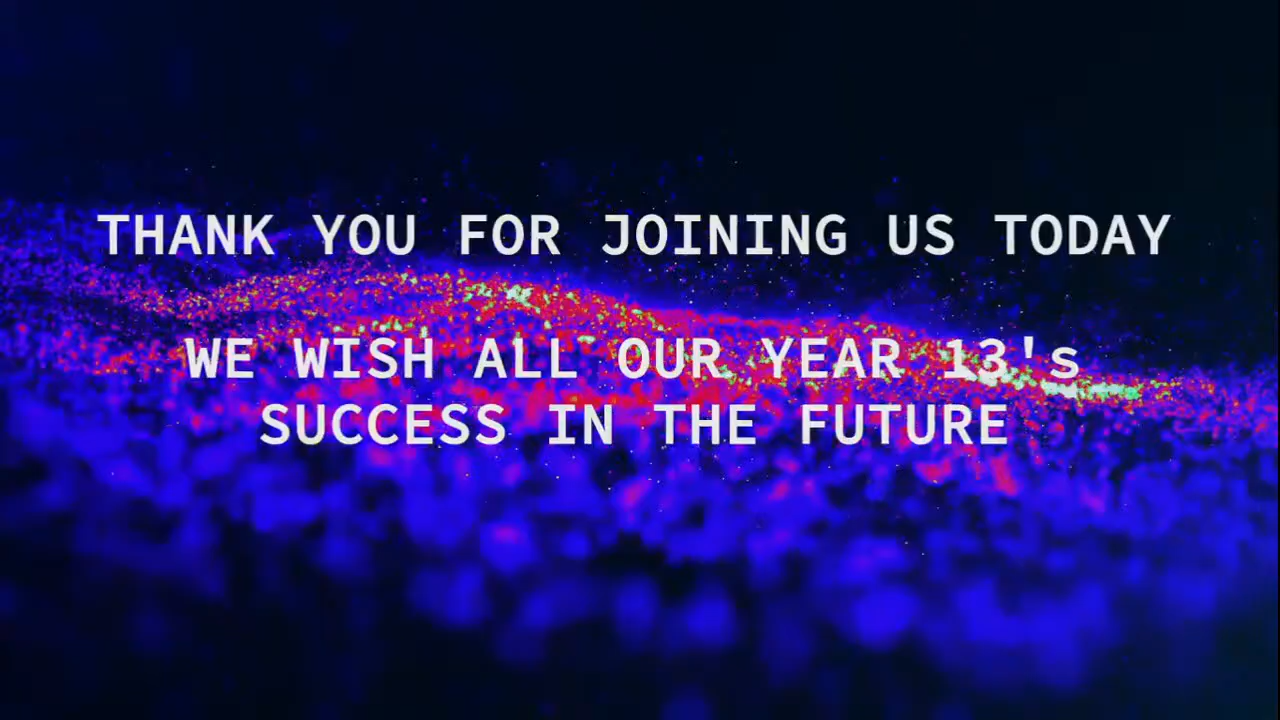 THANK YOU FOR JOINING US TODAY
WE WISH ALL OUR YEAR 13's
SUCCESS IN THE FUTURE